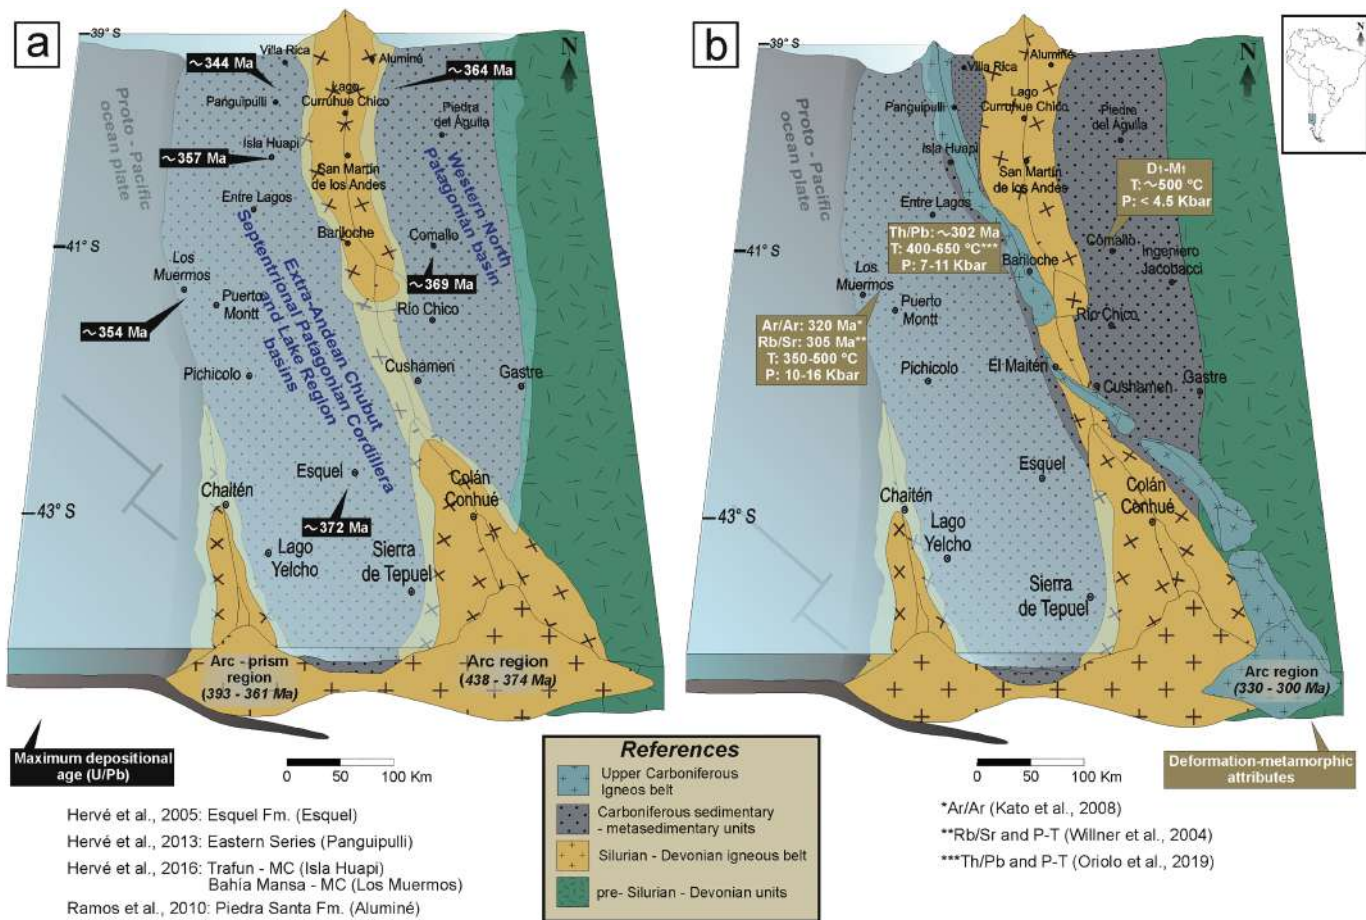 a
39° S
Villa Rica
Aluminé
N
~344 Ma
~364 Ma
Panguipulli
Lago
Curruhue Chico
Piedra
del Águila
Proto - Pacific
ocean plate
Isla Huapi
~357 Ma
San Martín
de los Andes
Western North
Patagonian basin
Entre Lagos
41° S
Bariloche
Comallo
~369 Ma
Los
Muermos
Puerto
Montt
~354 Ma
Río Chico
Extra-Andean Chubut
Septentrional Patagonian Cordillera
and Lake Region
basins
Pichicolo
Cushamen
Gastre
Esquel
Colán
Conhué
Chaitén
43° S
~372 Ma
Lago
Yelcho
Sierra
de Tepuel
Arc - prism
region
(393 - 361 Ma)
Arc region
(438 - 374 Ma)
Maximum depositional
age (U/Pb)
0 50 100 Km
Hervé et al., 2005: Esquel Fm. (Esquel)
Hervé et al., 2013: Eastern Series (Panguipulli)
Hervé et al., 2016: Trafun - MC (Isla Huapi)
Bahía Mansa - MC (Los Muermos)
Ramos et al., 2010: Piedra Santa Fm. (Aluminé)
b
39° S
Villa Rica
Aluminé
N
N
Panguipulli
Lago
Curruhue Chico
Piedra
del Águila
Proto - Pacific
ocean plate
Isla Huapi
San Martín
de los Andes
D1-M1
T: ~500 °C
P: < 4.5 Kbar
Entre Lagos
Th/Pb: ~302 Ma
T: 400-650 °C***
P: 7-11 Kbar
41° S
Bariloche
Comallo
Ingeniero
Jacobacci
Los
Muermos
Puerto
Montt
Río Chico
Ar/Ar: 320 Ma*
Rb/Sr: 305 Ma**
T: 350-500 °C
P: 10-16 Kbar
Pichicolo
El Maitén
Cushamen
Gastre
Esquel
Colán
Conhué
Chaitén
43° S
Lago
Yelcho
Sierra
de Tepuel
Arc region
(330 - 300 Ma)
0 50 100 Km
Deformation-metamorphic
attributes
*Ar/Ar (Kato et al., 2008)
**Rb/Sr and P-T (Willner et al., 2004)
***Th/Pb and P-T (Oriolo et al., 2019)
References
Upper Carboniferous
Igneos belt
Carboniferous sedimentary
- metasedimentary units
Silurian - Devonian igneous belt
pre- Silurian - Devonian units